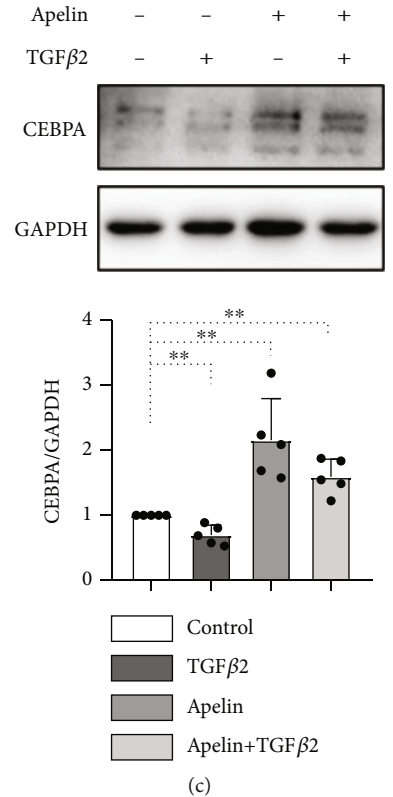 Apelin – – + +
TGFβ2 – + – +
CEBPA
GAPDH
**
**
**
4
3
2
1
0
CEBPA/GAPDH
Control
TGFβ2
Apelin
Apelin+TGFβ2
(c)